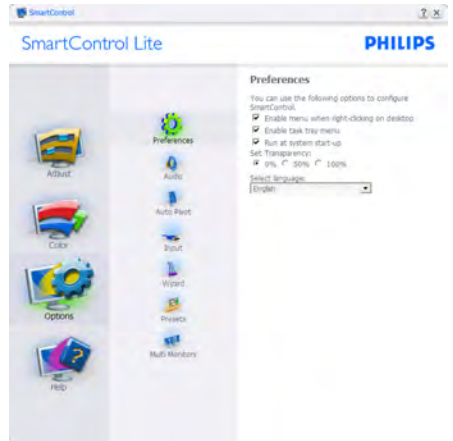 SmartControl
SmartControl Lite
PHILIPS
Adjust
Color
Options
Help
Preferences
Audio
Auto Pivot
Input
Wizard
Presets
Multi Monitors
Preferences
You can use the following options to configure
SmartControl.
Enable menu when right-clicking on desktop
Enable task tray menu
Run at system start-up
Set Transparency:
0% 50% 100%
Select language:
English